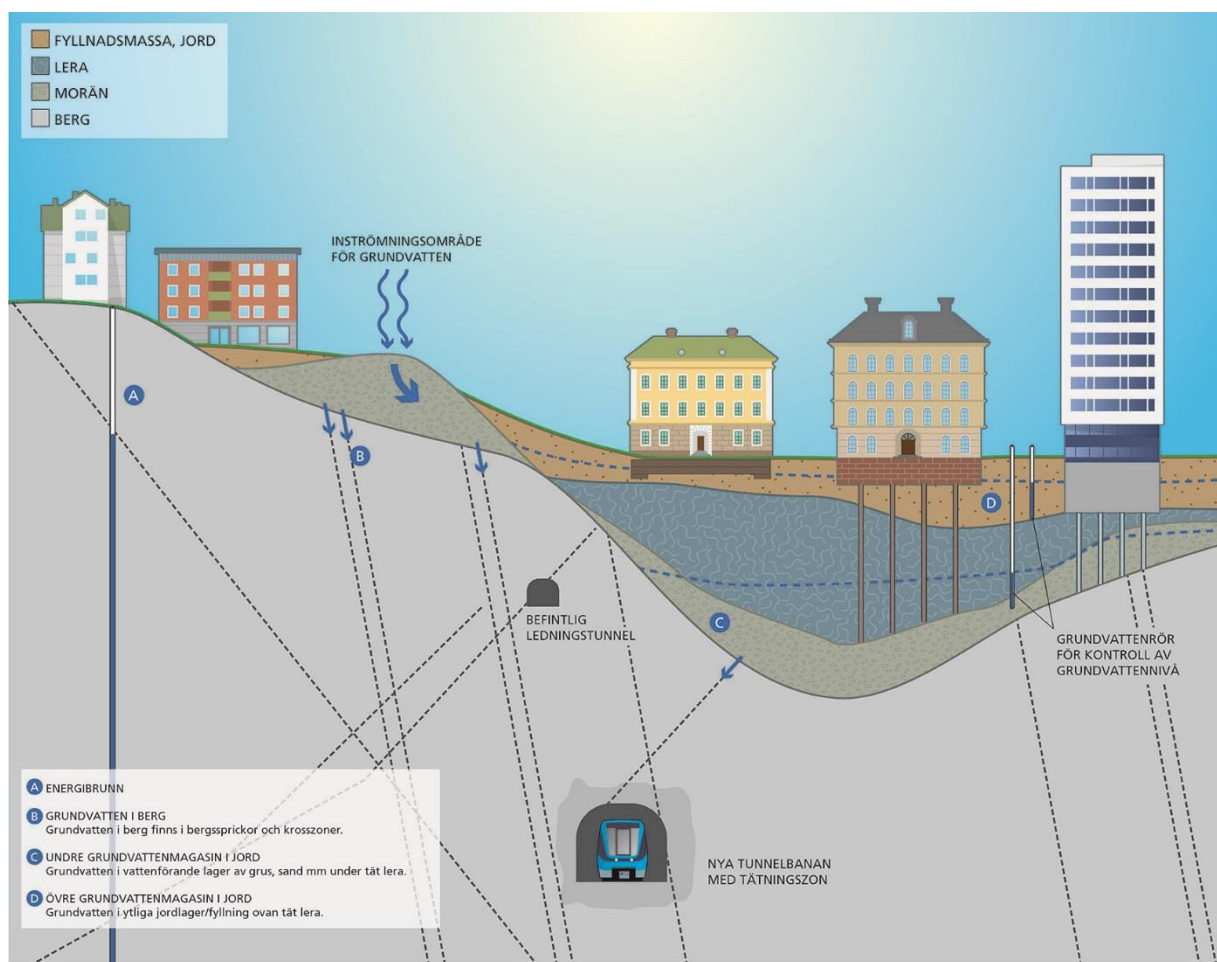 FYLLNADSMASSA, JORD
LERA
MORÄN
BERG
INSTRÖMNINGSOMRÅDE
FÖR GRUNDVATTEN
A
B
D
C
BEFINTLIG
LEDNINGSTUNNEL
GRUNDVATTENRÖR
FÖR KONTROLL AV
GRUNDVATTENNIVÅ
NYA TUNNELBANAN
MED TÄTNINGSZON
A ENERGIBRUNN
B GRUNDVATTEN I BERG
Grundvatten i berg finns i bergssprickor och krosszoner.
C UNDRE GRUNDVATTENMAGASIN I JORD
Grundvatten i vattenförande lager av grus, sand mm under tät lera.
D ÖVRE GRUNDVATTENMAGASIN I JORD
Grundvatten i ytliga jordlager/fyllning ovan tät lera.